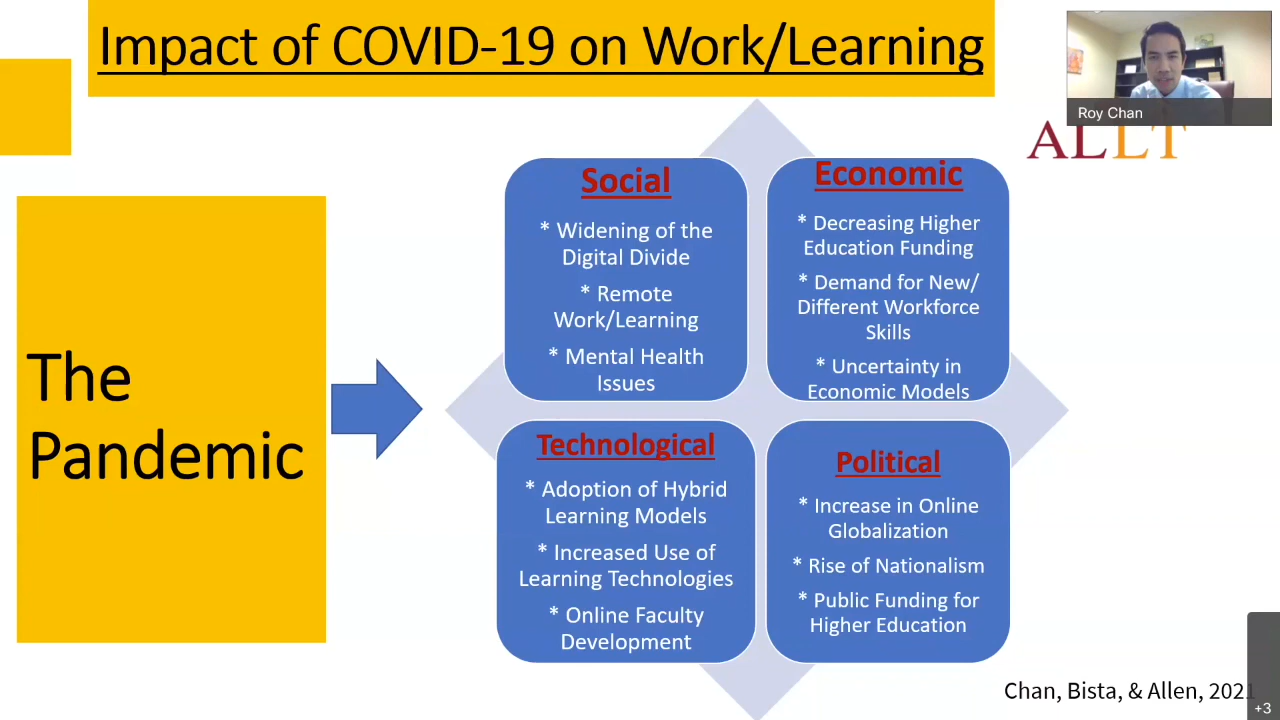 Impact of COVID-19 on Work/Learning
Roy Chan
ALLT
The
Pandemic
Social
* Widening of the
Digital Divide
* Remote
Work/Learning
* Mental Health
Issues
Economic
* Decreasing Higher
Education Funding
* Demand for New/
Different Workforce
Skills
* Uncertainty in
Economic Models
Technological
* Adoption of Hybrid
Learning Models
* Increased Use of
Learning Technologies
* Online Faculty
Development
Political
* Increase in Online
Globalization
* Rise of Nationalism
* Public Funding for
Higher Education
Chan, Bista, & Allen, 2021
+3